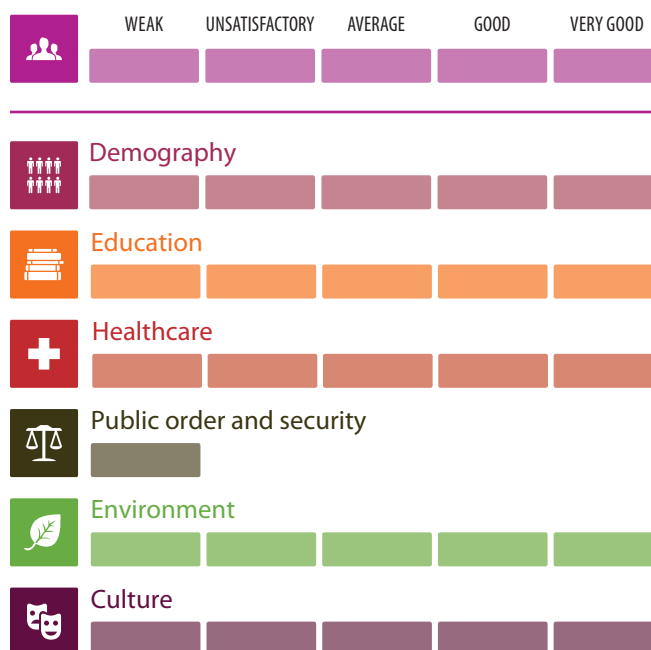 WEAK UNSATISFACTORY AVERAGE GOOD VERY GOOD
Demography
Education
Healthcare
Public order and security
Environment
Culture